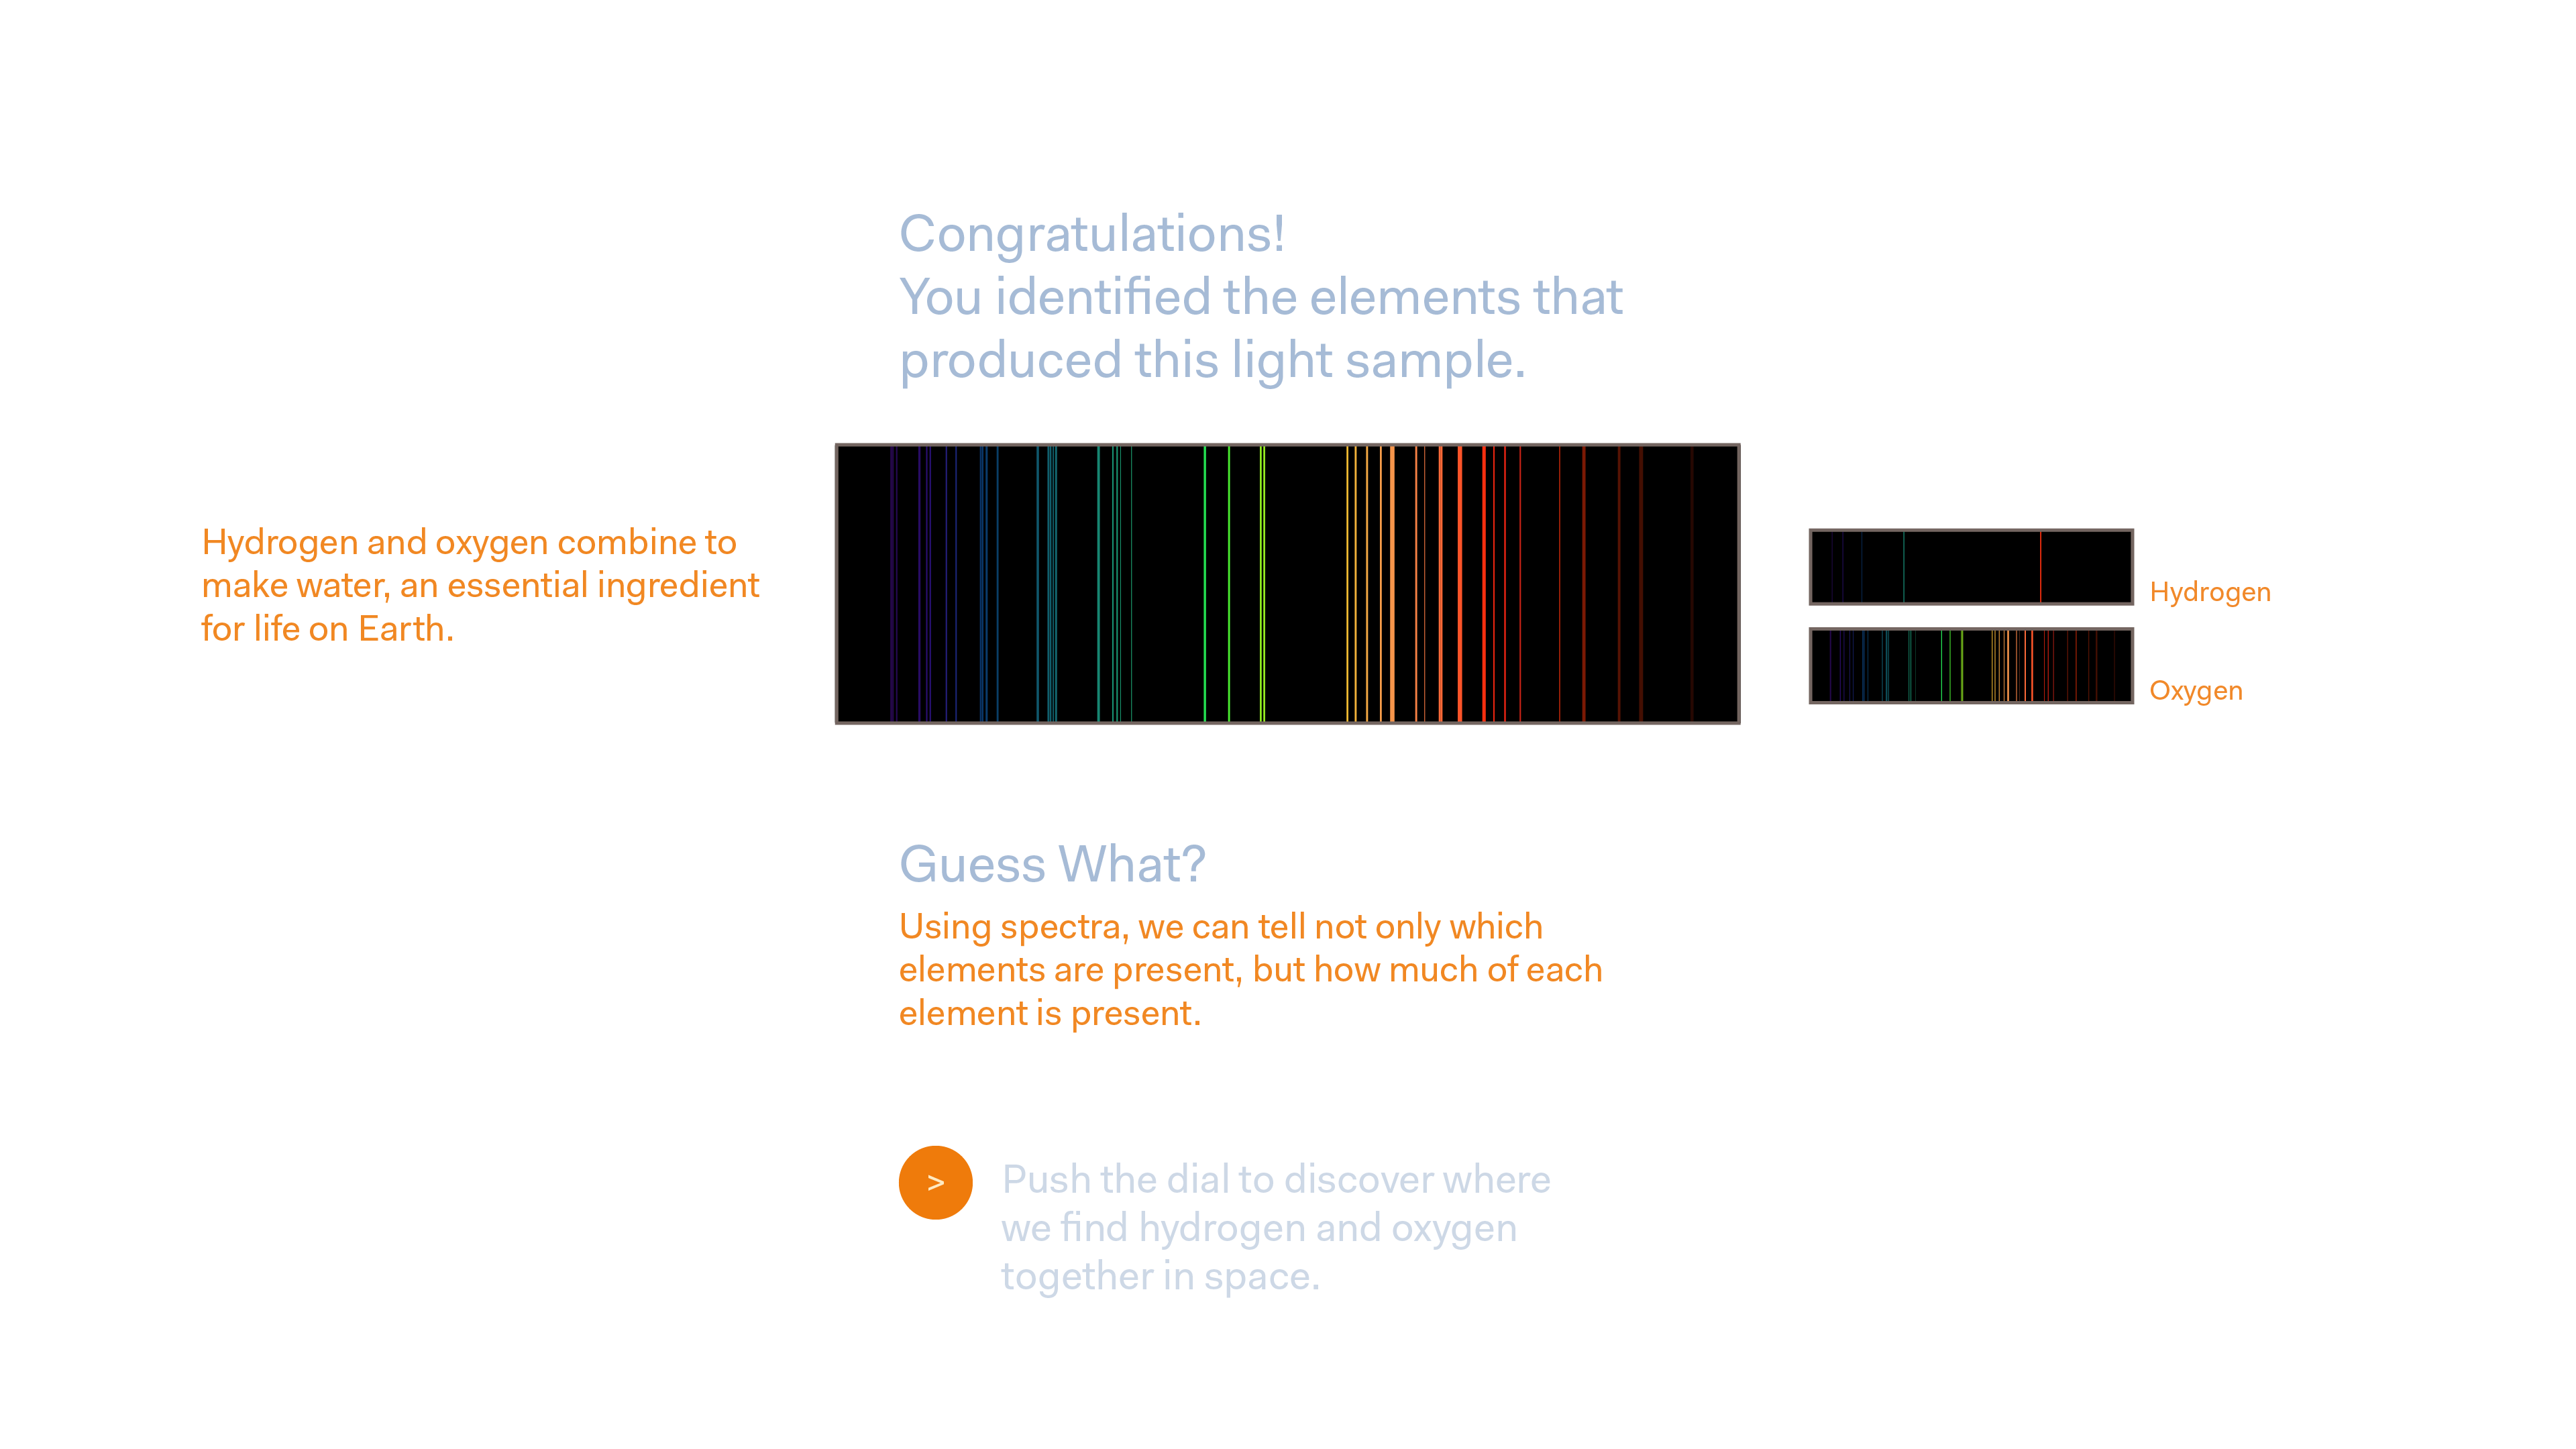 Congratulations!
You identified the elements that
produced this light sample.
Hydrogen and oxygen combine to
make water, an essential ingredient
for life on Earth.
Hydrogen
Oxygen
Guess What?
Using spectra, we can tell not only which
elements are present, but how much of each
element is present.
>
Push the dial to discover where
we find hydrogen and oxygen
together in space.